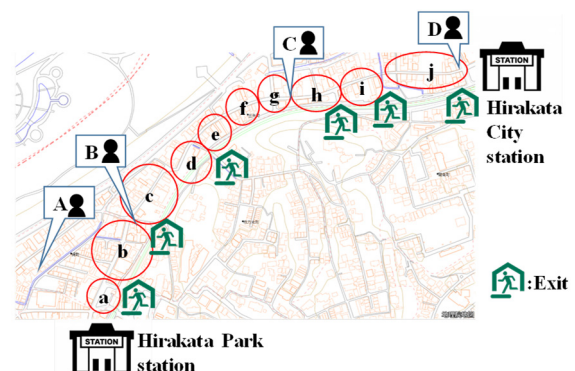 D
STATION
Hirakata
City
station
C
j
i
h
g
f
e
B
d
c
A
b
:Exit
a
STATION
Hirakata Park
station